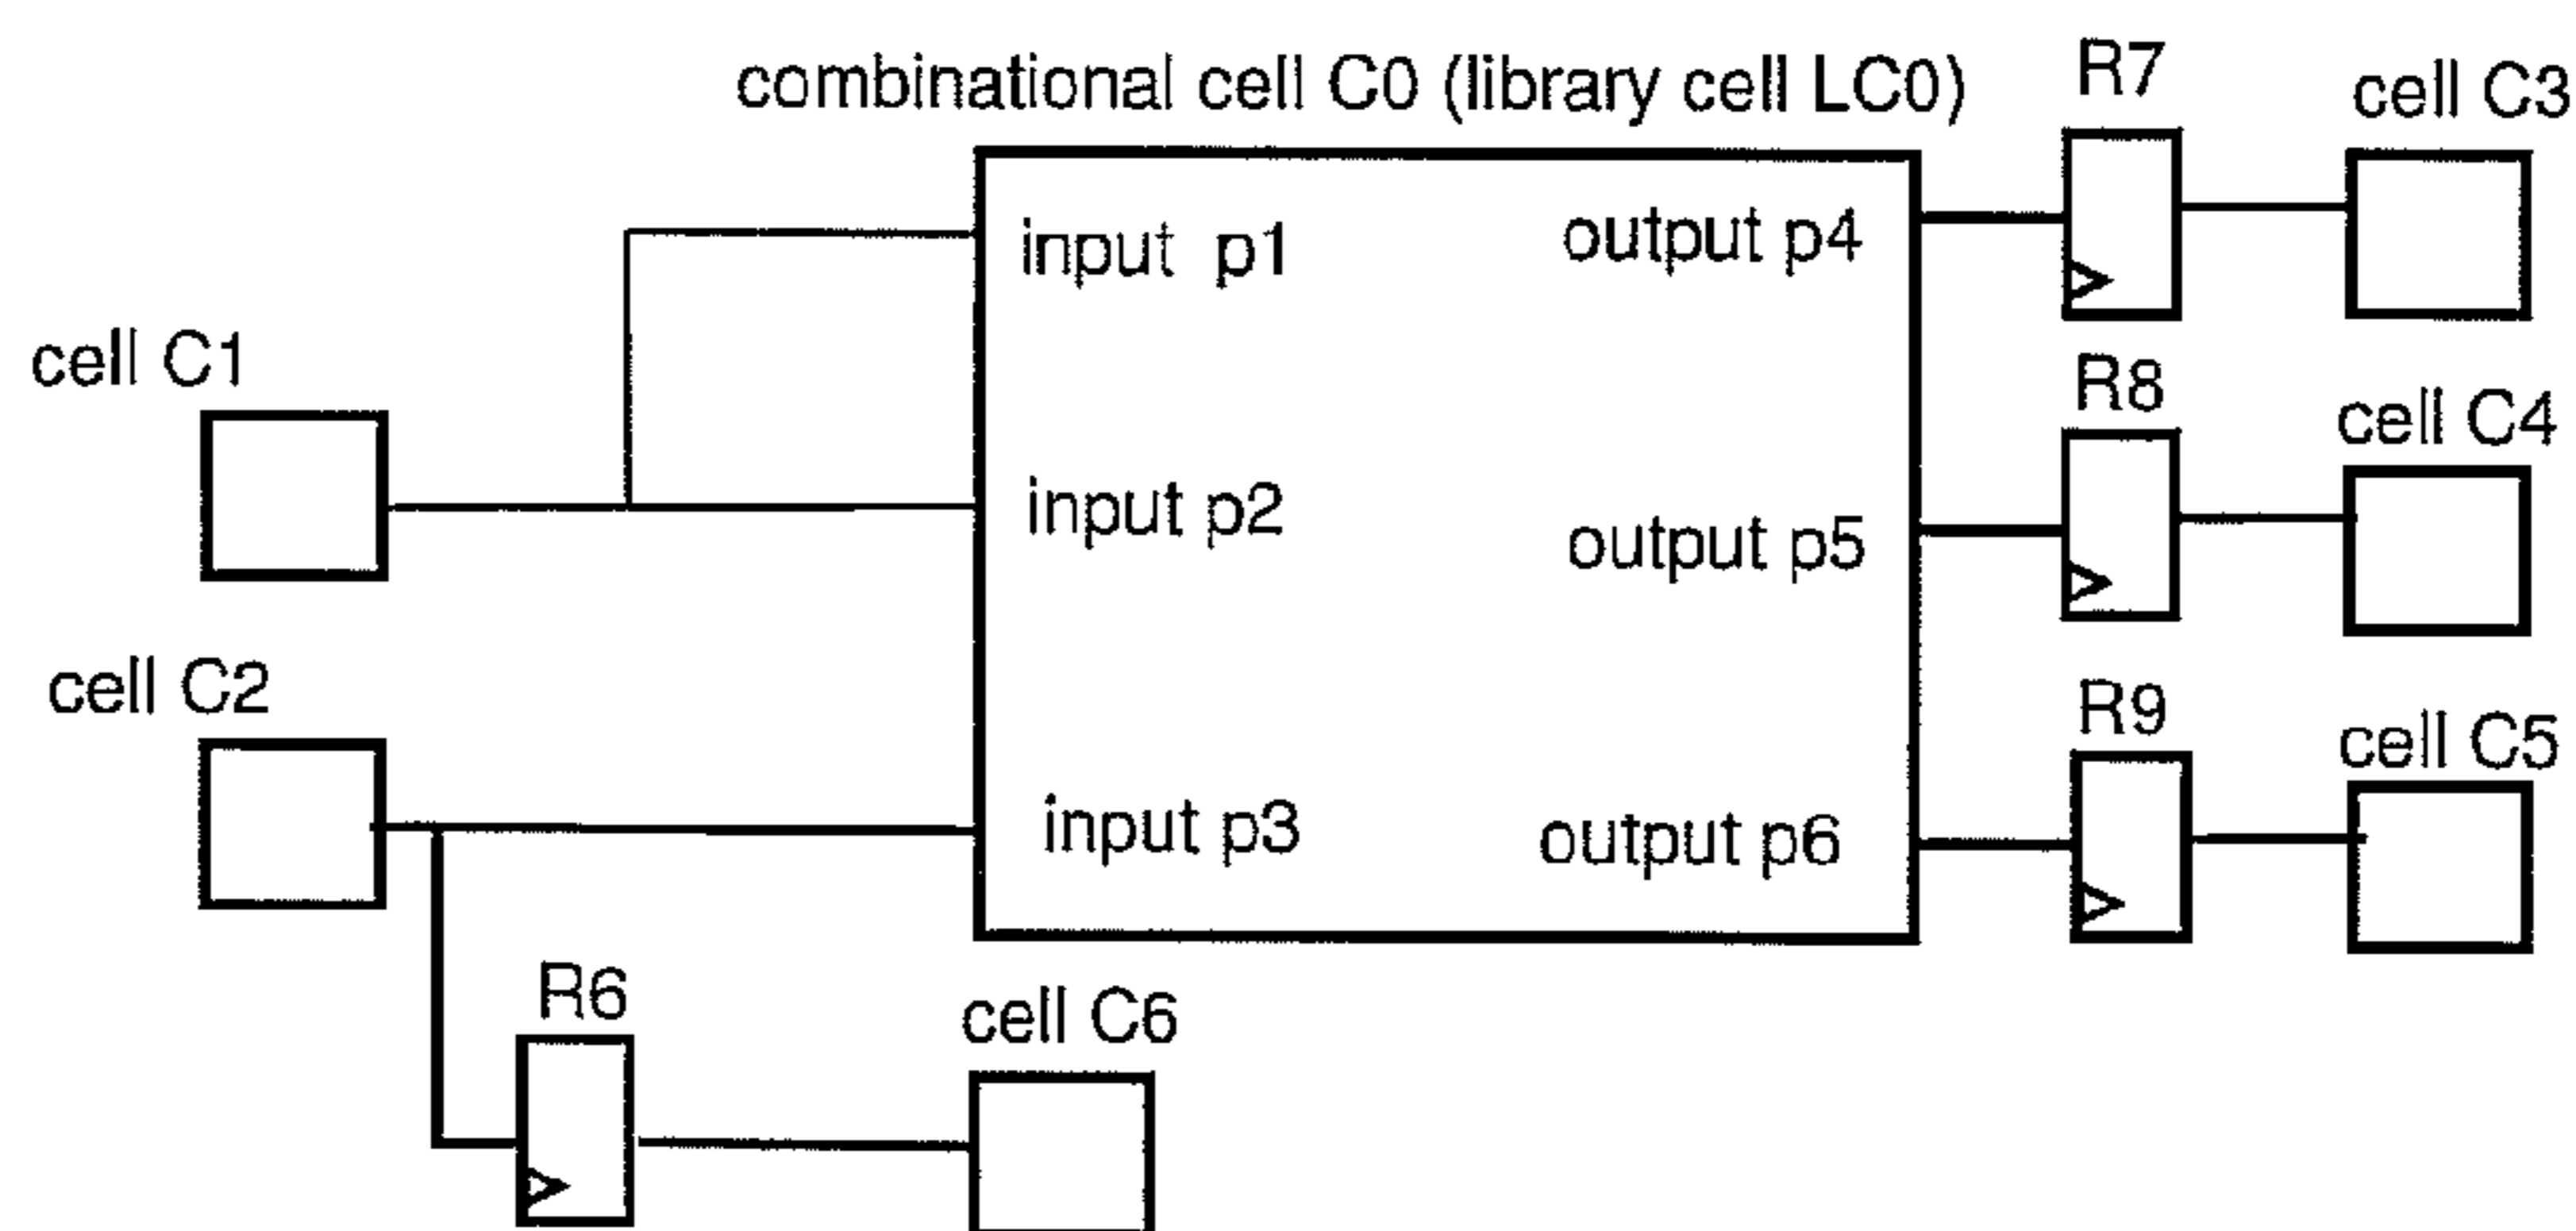 combinational cell C0 (library cell LC0)
R7
cell C3
input p1
output p4
cell C1
R8
cell C4
input p2
output p5
cell C2
R9
cell C5
input p3
output p6
R6
cell C6